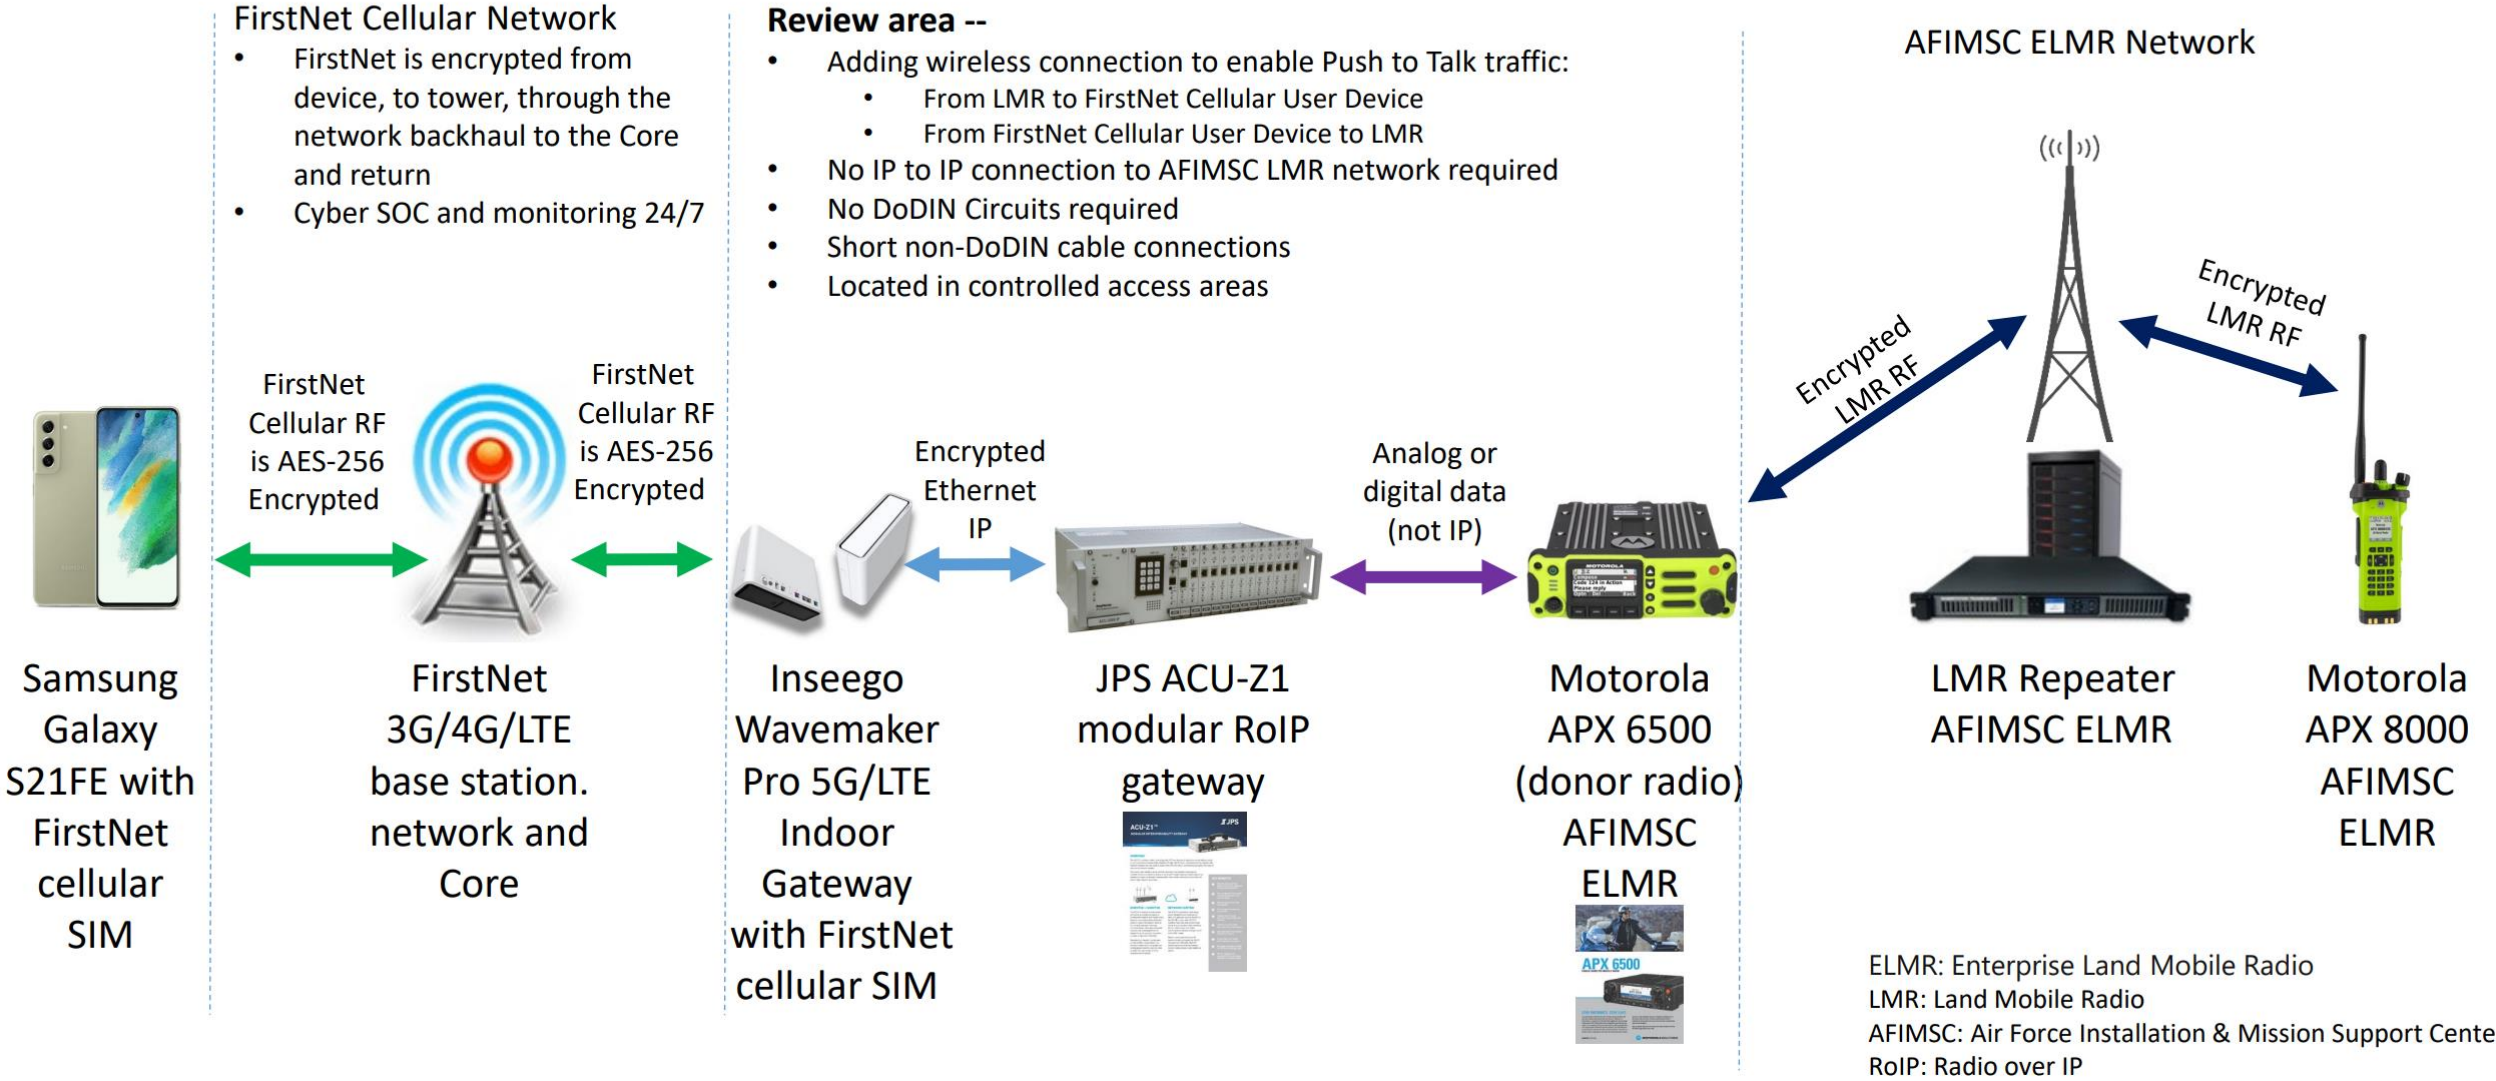 FirstNet Cellular Network
• FirstNet is encrypted from
device, to tower, through the
network backhaul to the Core
and return
• Cyber SOC and monitoring 24/7
Review area --
• Adding wireless connection to enable Push to Talk traffic:
• From LMR to FirstNet Cellular User Device
• From FirstNet Cellular User Device to LMR
• No IP to IP connection to AFIMSC LMR network required
• No DoDIN Circuits required
• Short non-DoDIN cable connections
• Located in controlled access areas
AFIMSC ELMR Network
FirstNet
Cellular RF
is AES-256
Encrypted
FirstNet
Cellular RF
is AES-256
Encrypted
Encrypted
Ethernet
IP
Analog or
digital data
(not IP)
Encrypted
LMR RF
Encrypted
LMR RF
MOTOROLA
Samsung
Galaxy
S21FE with
FirstNet
cellular
SIM
FirstNet
3G/4G/LTE
base station.
network and
Core
Inseego
Wavemaker
Pro 5G/LTE
Indoor
Gateway
with FirstNet
cellular SIM
JPS ACU-Z1
modular RoIP
gateway
ACU-Z1™
JPS
Motorola
APX 6500
(donor radio)
AFIMSC
ELMR
APX 6500
LMR Repeater
AFIMSC ELMR
Motorola
APX 8000
AFIMSC
ELMR
ELMR: Enterprise Land Mobile Radio
LMR: Land Mobile Radio
AFIMSC: Air Force Installation & Mission Support Cente
RoIP: Radio over IP